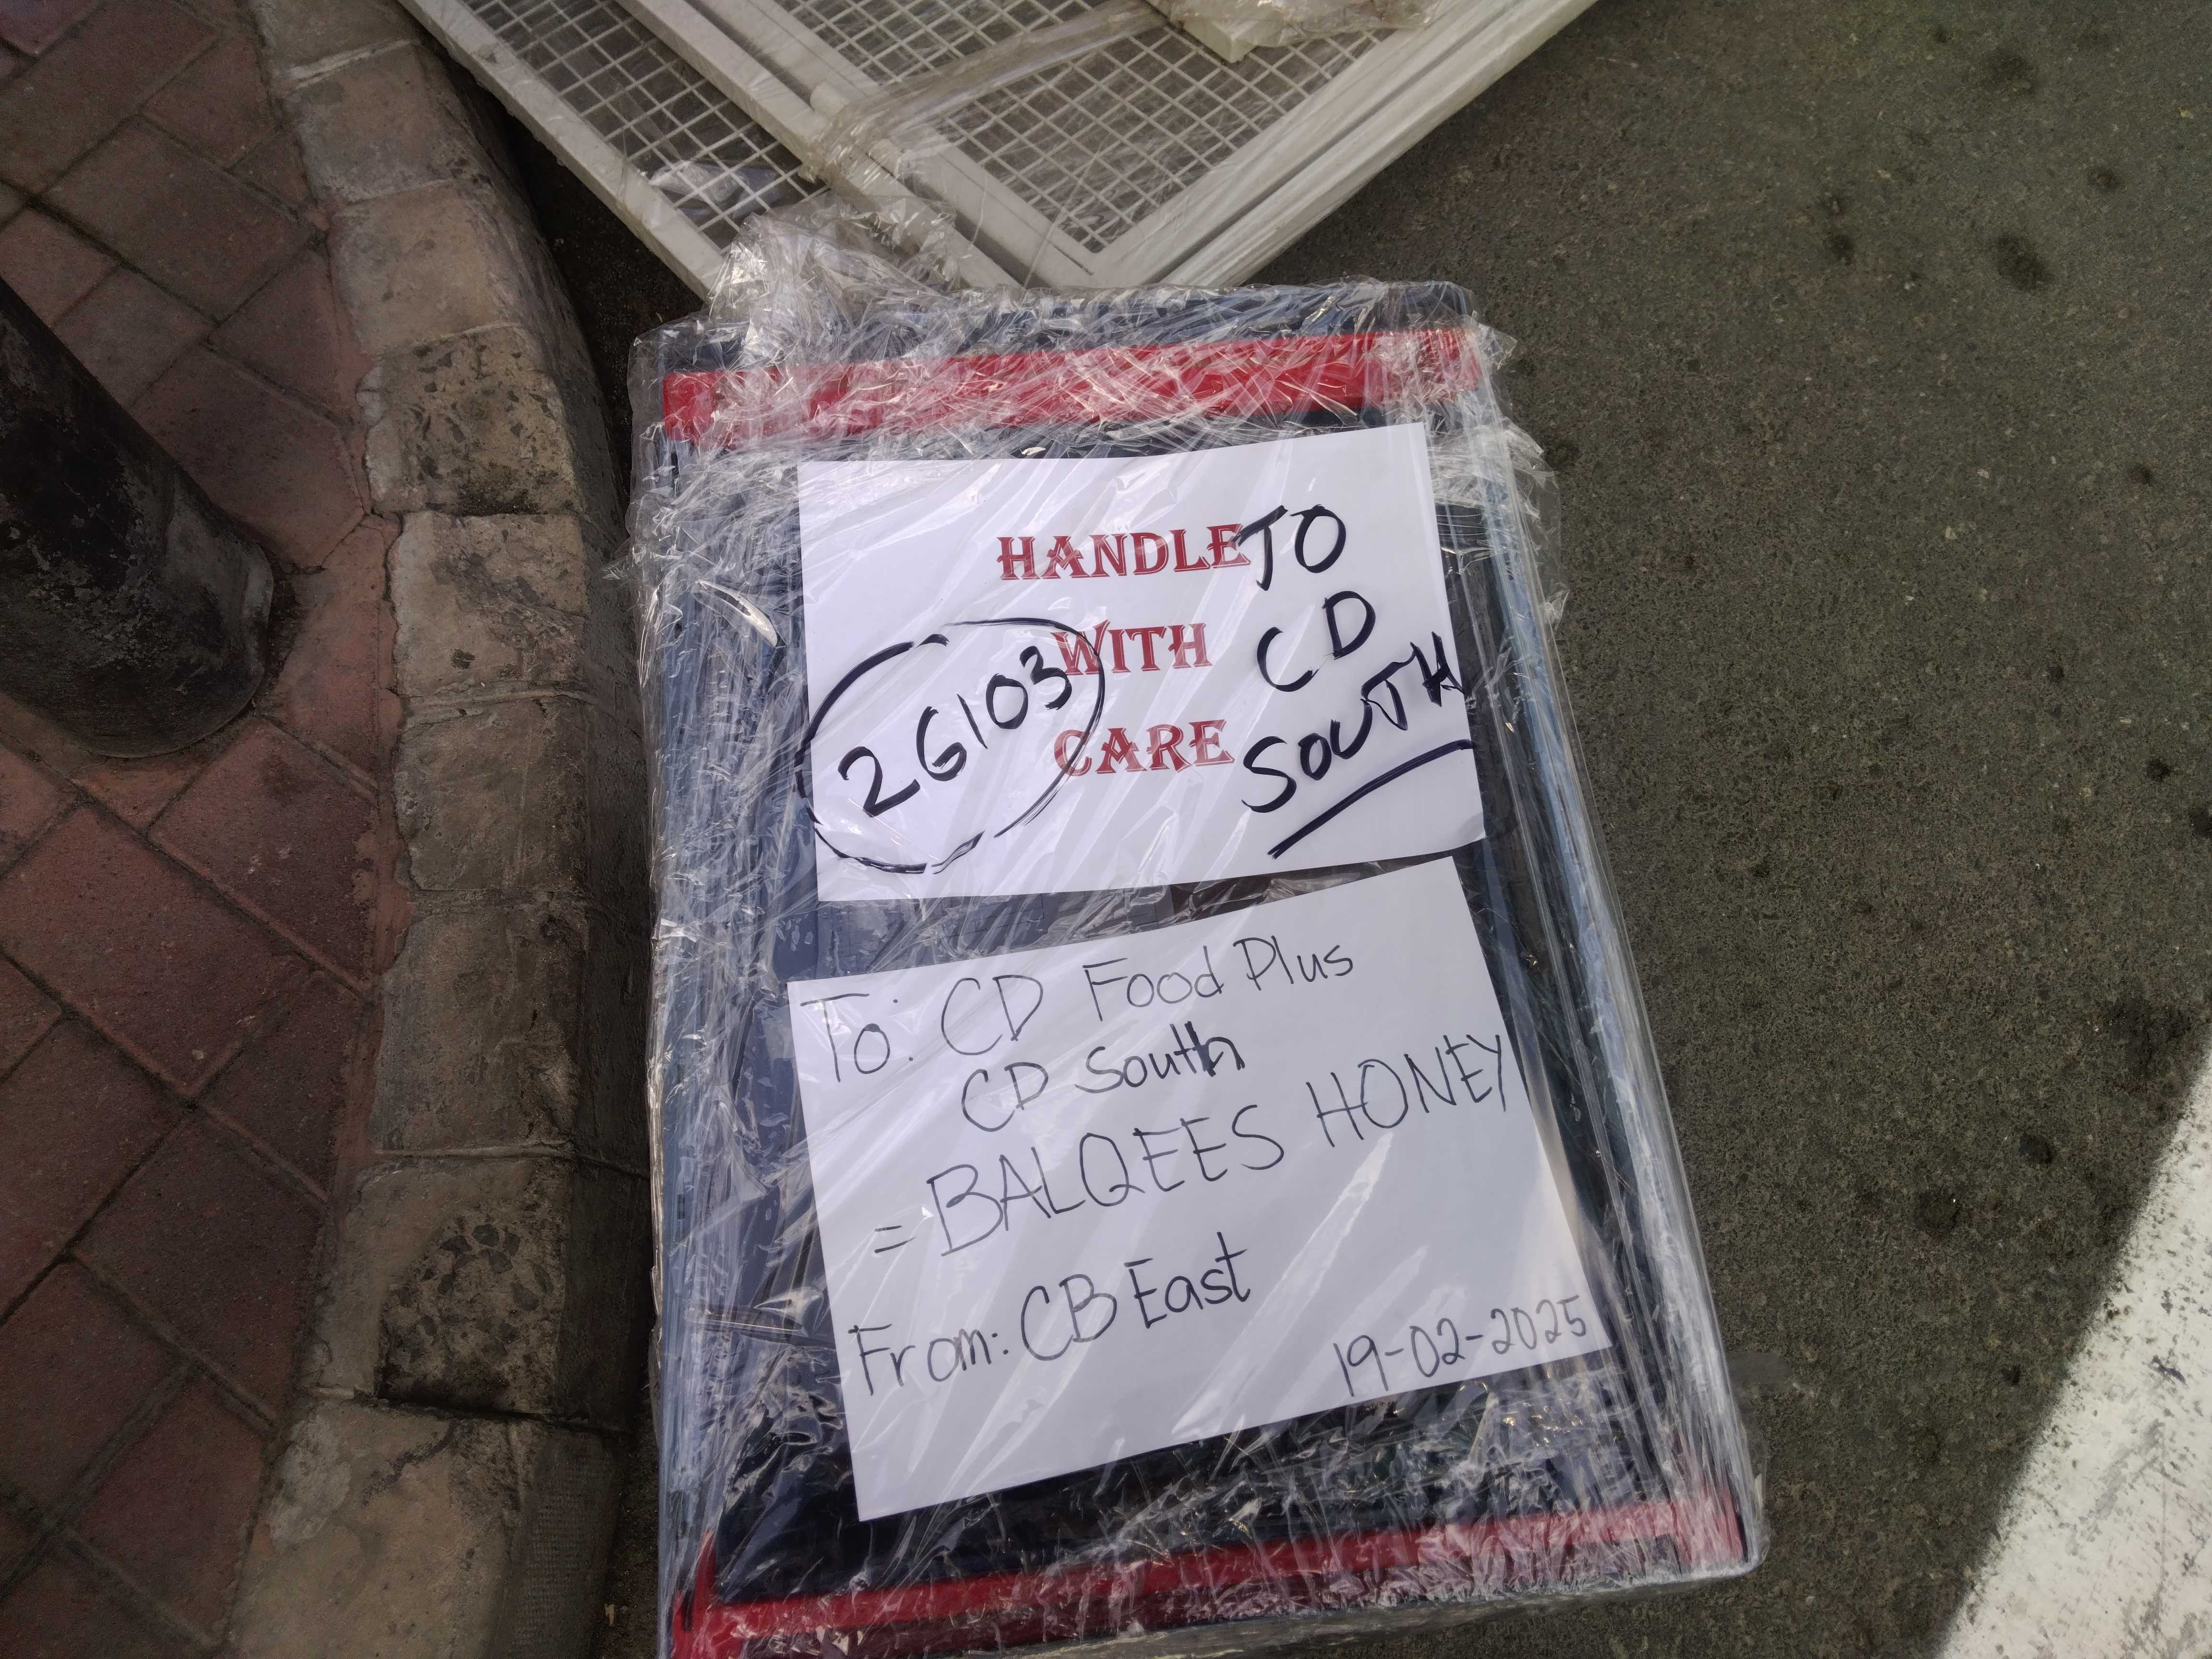 HANDLE
WITH
CARE
TO
CD
SOUTH
26103
To: CD Food Plus
CD South
= BALQEES HONEY
From: CB East
19-02-2025